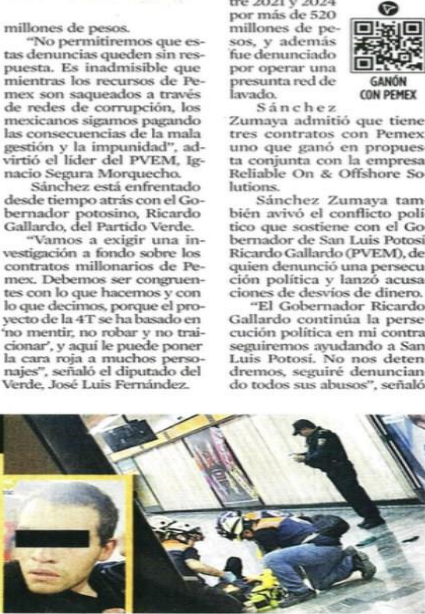 millones de pesos.
"No permitiremos que es-
tas denuncias queden sin res-
puesta. Es inadmisible que
mientras los recursos de Pe-
mex son saqueados a través
de redes de corrupción, los
mexicanos sigamos pagando
las consecuencias de la mala
gestión y la impunidad", ad-
virtió el líder del PVEM, Ig-
nacio Segura Morquecho.
Sánchez está enfrentado
desde tiempo atrás con el Go-
bernador potosino, Ricardo
Gallardo, del Partido Verde.
"Vamos a exigir una in-
vestigación a fondo sobre los
contratos millonarios de Pe-
mex. Debemos ser congruen-
tes con lo que hacemos y con
lo que decimos, porque el pro-
yecto de la 4T se ha basado en
'no mentir, no robar y no trai-
cionar', y aquí le puede poner
la cara roja a muchos perso-
najes", señaló el diputado del
Verde, José Luis Fernández.
tre 2021 y 2024
por más de 520
millones de pe-
sos, y además
fue denunciado
por operar una
presunta red de
lavado.
GANÓN
CON PEMEX
Sánchez
Zumaya admitió que tiene
tres contratos con Pemex
uno que ganó en propues-
ta conjunta con la empresa
Reliable On & Offshore So-
lutions.
Sánchez Zumaya tam-
bién avivó el conflicto polí-
tico que sostiene con el Go-
bernador de San Luis Potosí
Ricardo Gallardo (PVEM), de
quien denunció una persecu-
ción política y lanzó acusa-
ciones de desvíos de dinero.
"El Gobernador Ricardo
Gallardo continúa la perse-
cución política en mi contra
seguiremos ayudando a San
Luis Potosí. No nos deten-
dremos, seguiré denuncian-
do todos sus abusos", señaló